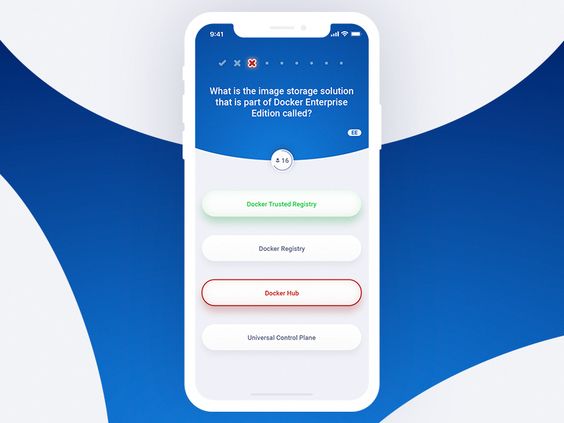 9:41
What is the image storage solution
that is part of Docker Enterprise
Edition called?
EE
16
Docker Trusted Registry
Docker Registry
Docker Hub
Universal Control Plane